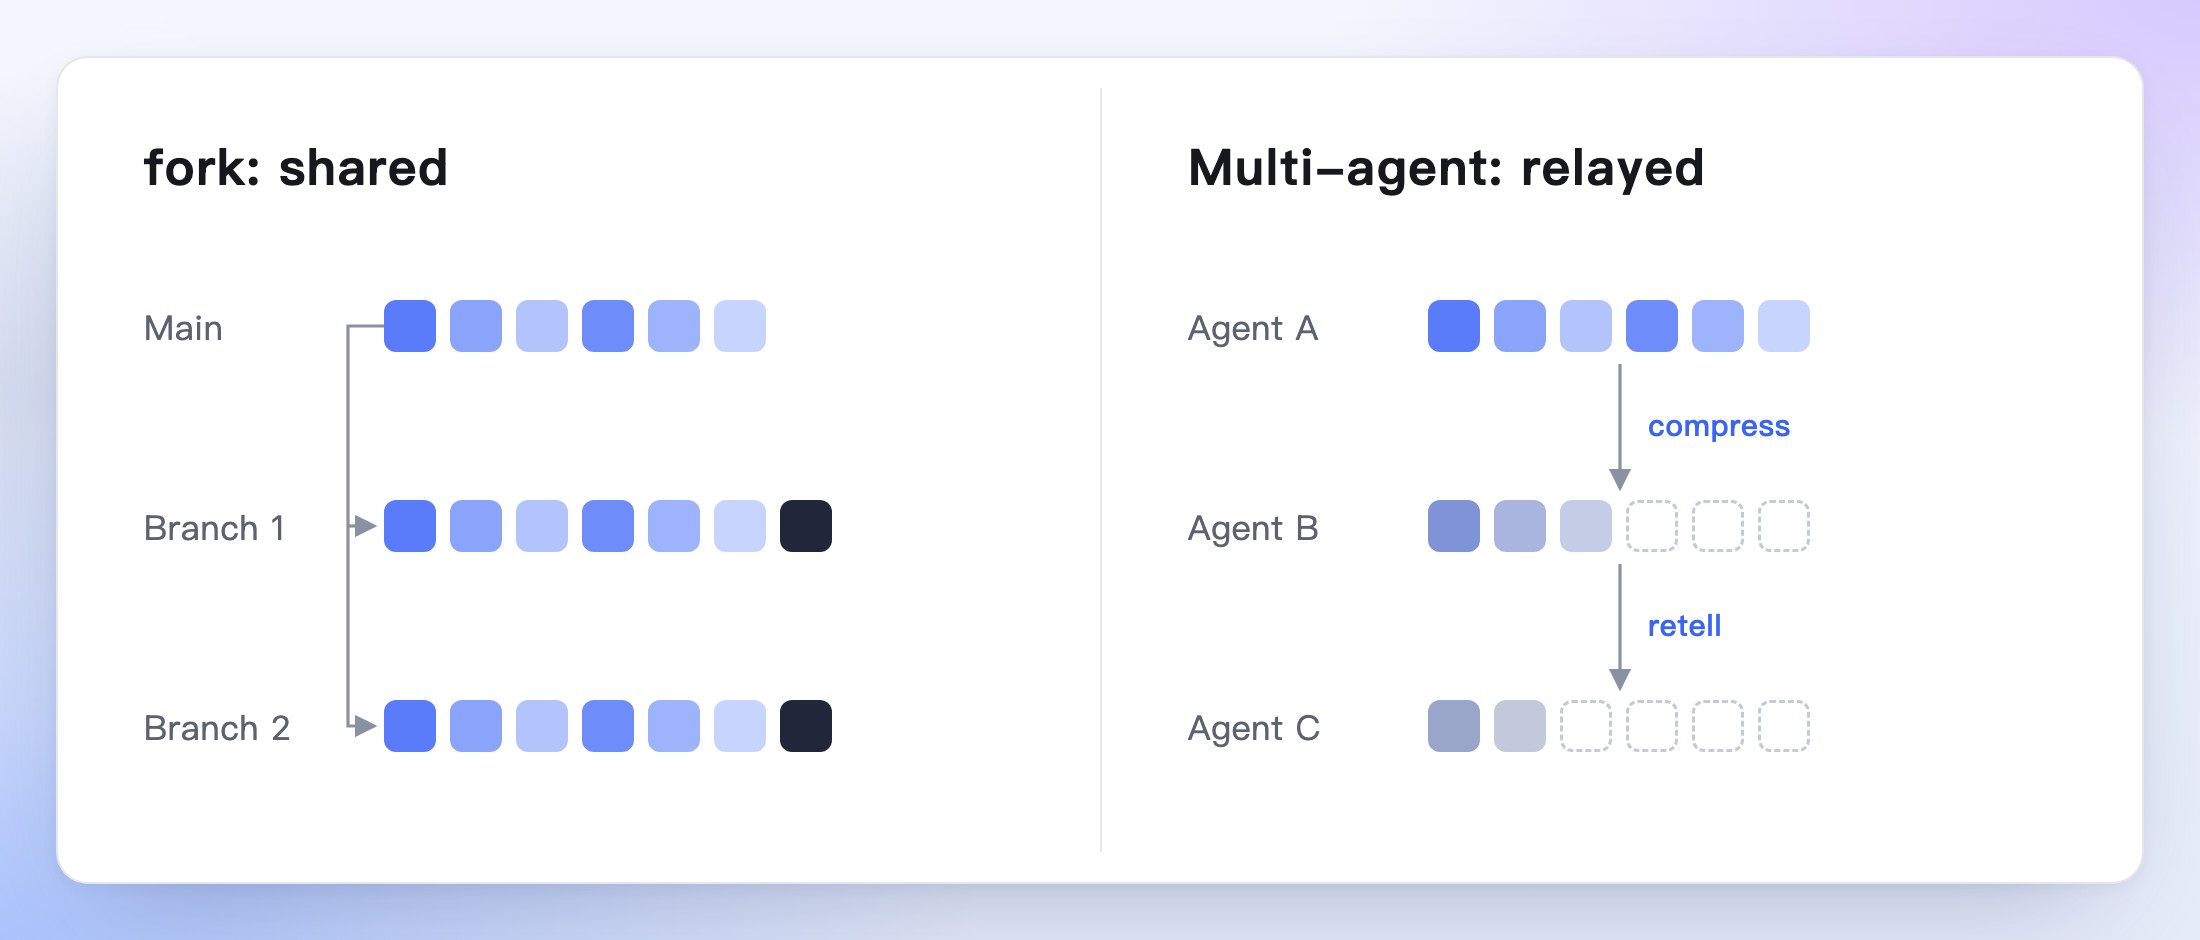 fork: shared
Main
Branch 1
Branch 2
Multi–agent: relayed
Agent A
compress
Agent B
retell
Agent C